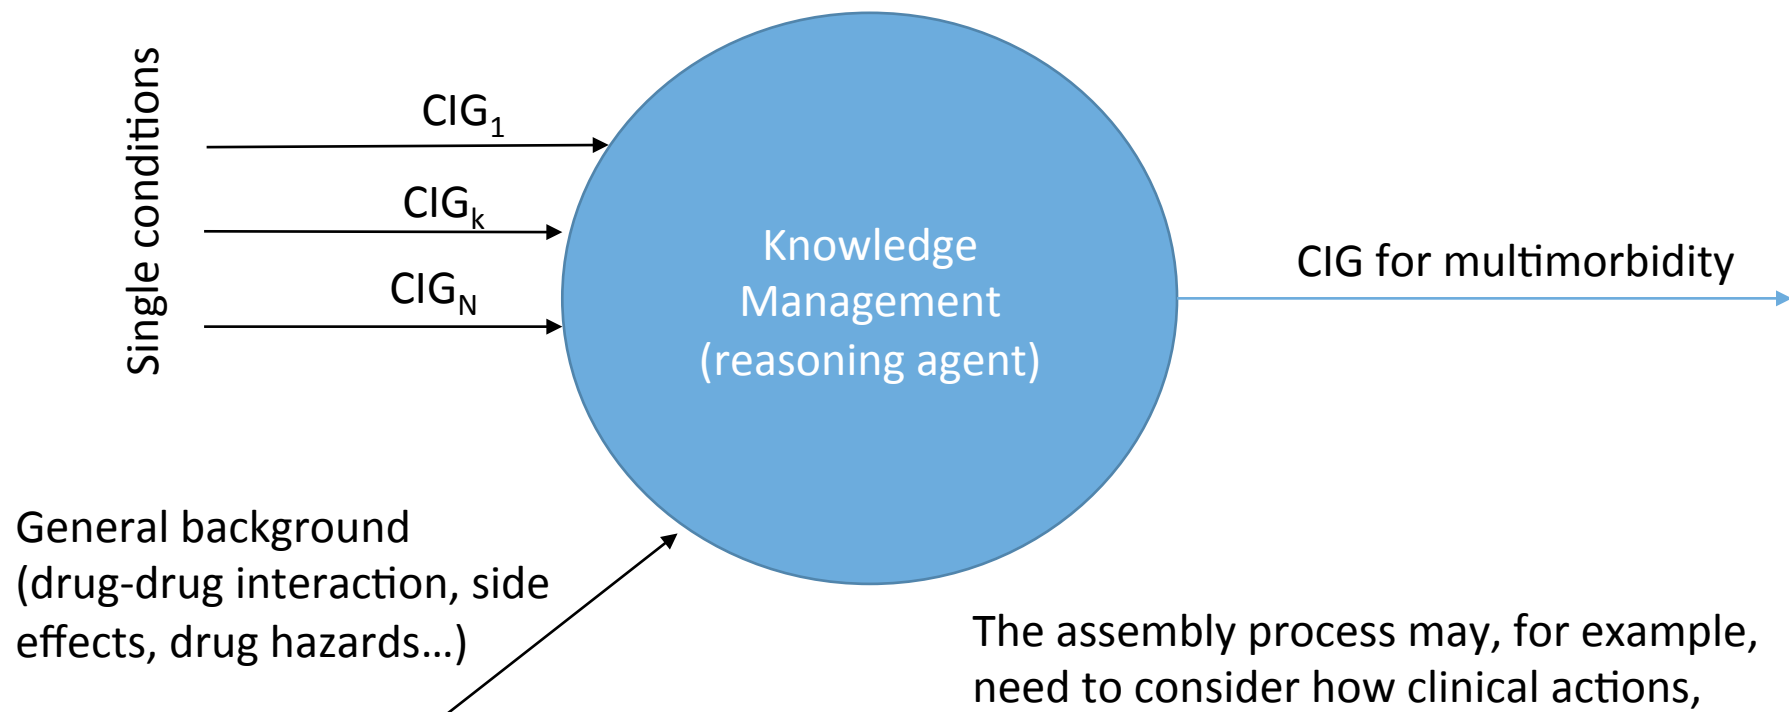 Single conditions
CIG1
CIGk
CIGN
Knowledge
Management
(reasoning agent)
CIG for multimorbidity
General background
(drug-drug interaction, side
effects, drug hazards…)
The assembly process may, for example,
need to consider how clinical actions,